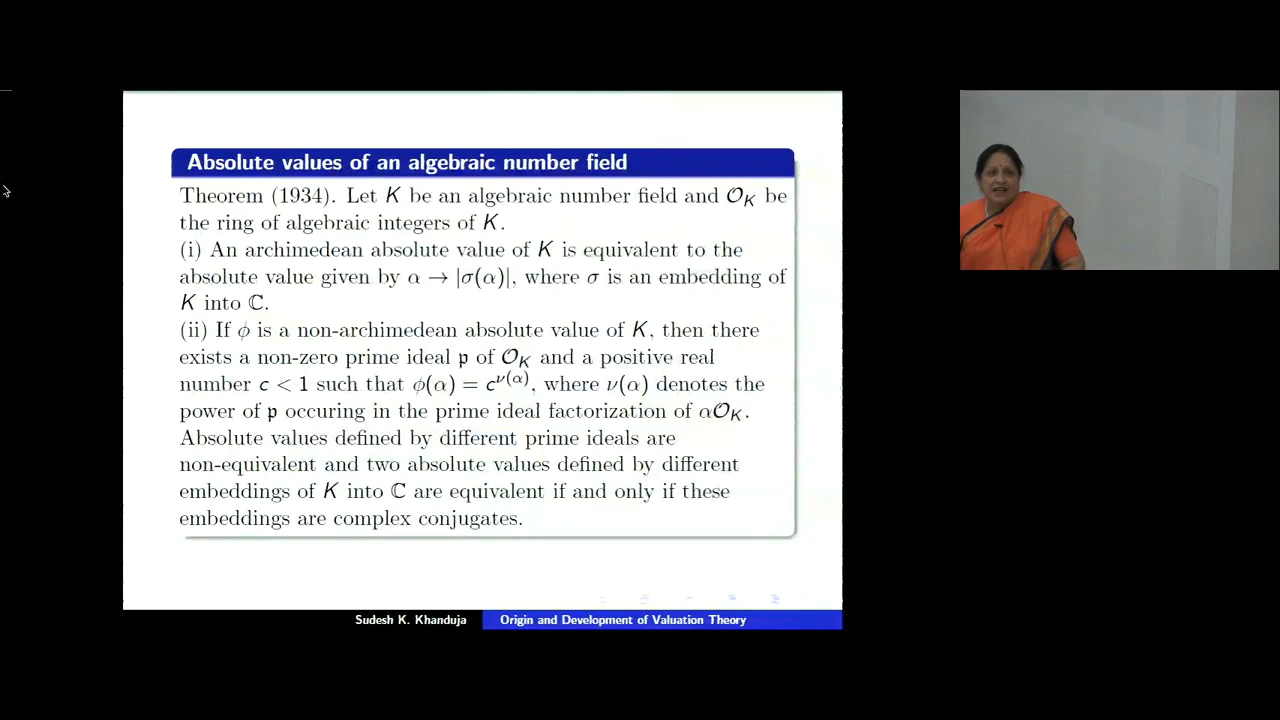 Absolute values of an algebraic number field
Theorem (1934). Let K be an algebraic number field and 𝒪_K be
the ring of algebraic integers of K.
(i) An archimedean absolute value of K is equivalent to the
absolute value given by α → |σ(α)|, where σ is an embedding of
K into ℂ.
(ii) If ϕ is a non-archimedean absolute value of K, then there
exists a non-zero prime ideal 𝔭 of 𝒪_K and a positive real
number c < 1 such that ϕ(α) = c^{ν(α)}, where ν(α) denotes the
power of 𝔭 occuring in the prime ideal factorization of α𝒪_K.
Absolute values defined by different prime ideals are
non-equivalent and two absolute values defined by different
embeddings of K into ℂ are equivalent if and only if these
embeddings are complex conjugates.
Sudesh K. Khanduja Origin and Development of Valuation Theory